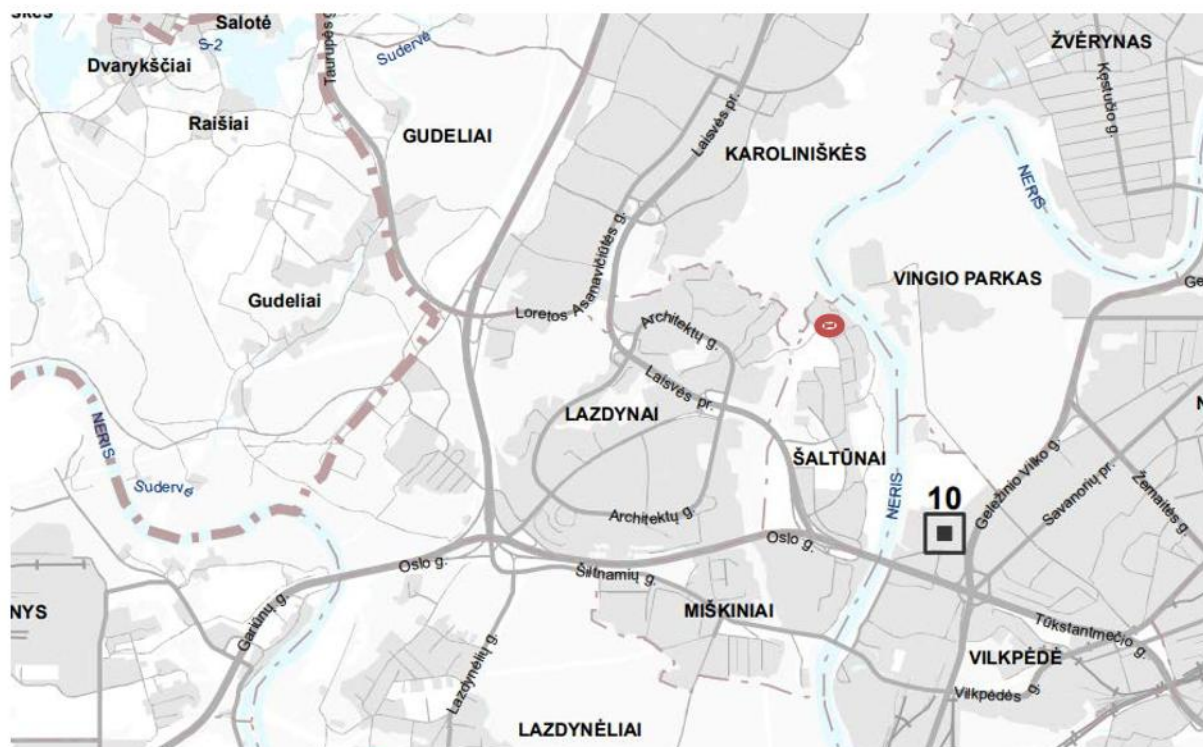 Salotė
S-2
Taurupės g.
Sudervė
Dvarykščiai
ŽVĖRYNAS
Kęstučio g.
Raišiai
GUDELIAI
Laisvės pr.
KAROLINIŠKĖS
NERIS
VINGIO PARKAS
Gudeliai
Loretos Asanavičiūtės g.
Architektų g.
Laisvės pr.
LAZDYNAI
NERIS
ŠALTŪNAI
Sudervė
NERIS
Geležinio Vilko g.
Savanorių pr.
Žemaitės g.
10
Architektų g.
Oslo g.
Oslo g.
Šiltnamių g.
Gariūnų g.
NYS
MIŠKINIAI
Tūkstantmečio g.
Lazdynėlių g.
VILKPĖDĖ
Vilkpėdės g.
LAZDYNĖLIAI